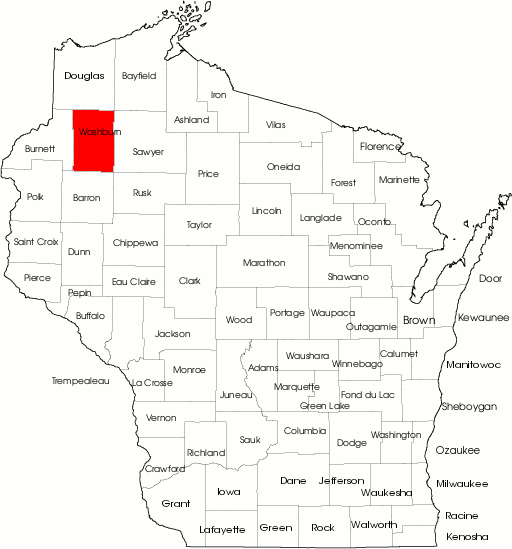 Douglas
Bayfield
Iron
Ashland
Vilas
Washburn
Burnett
Sawyer
Florence
Price
Oneida
Forest
Marinette
Polk
Barron
Rusk
Lincoln
Langlade
Oconto
Taylor
Saint Croix
Dunn
Chippewa
Menominee
Marathon
Shawano
Pierce
Eau Claire
Clark
Door
Pepin
Buffalo
Wood
Portage
Waupaca
Outagamie
Brown
Kewaunee
Jackson
Waushara
Winnebago
Calumet
Manitowoc
Trempealeau
La Crosse
Monroe
Adams
Juneau
Marquette
Green Lake
Fond du Lac
Sheboygan
Vernon
Sauk
Columbia
Dodge
Washington
Ozaukee
Richland
Crawford
Grant
Iowa
Dane
Jefferson
Waukesha
Milwaukee
Lafayette
Green
Rock
Walworth
Racine
Kenosha